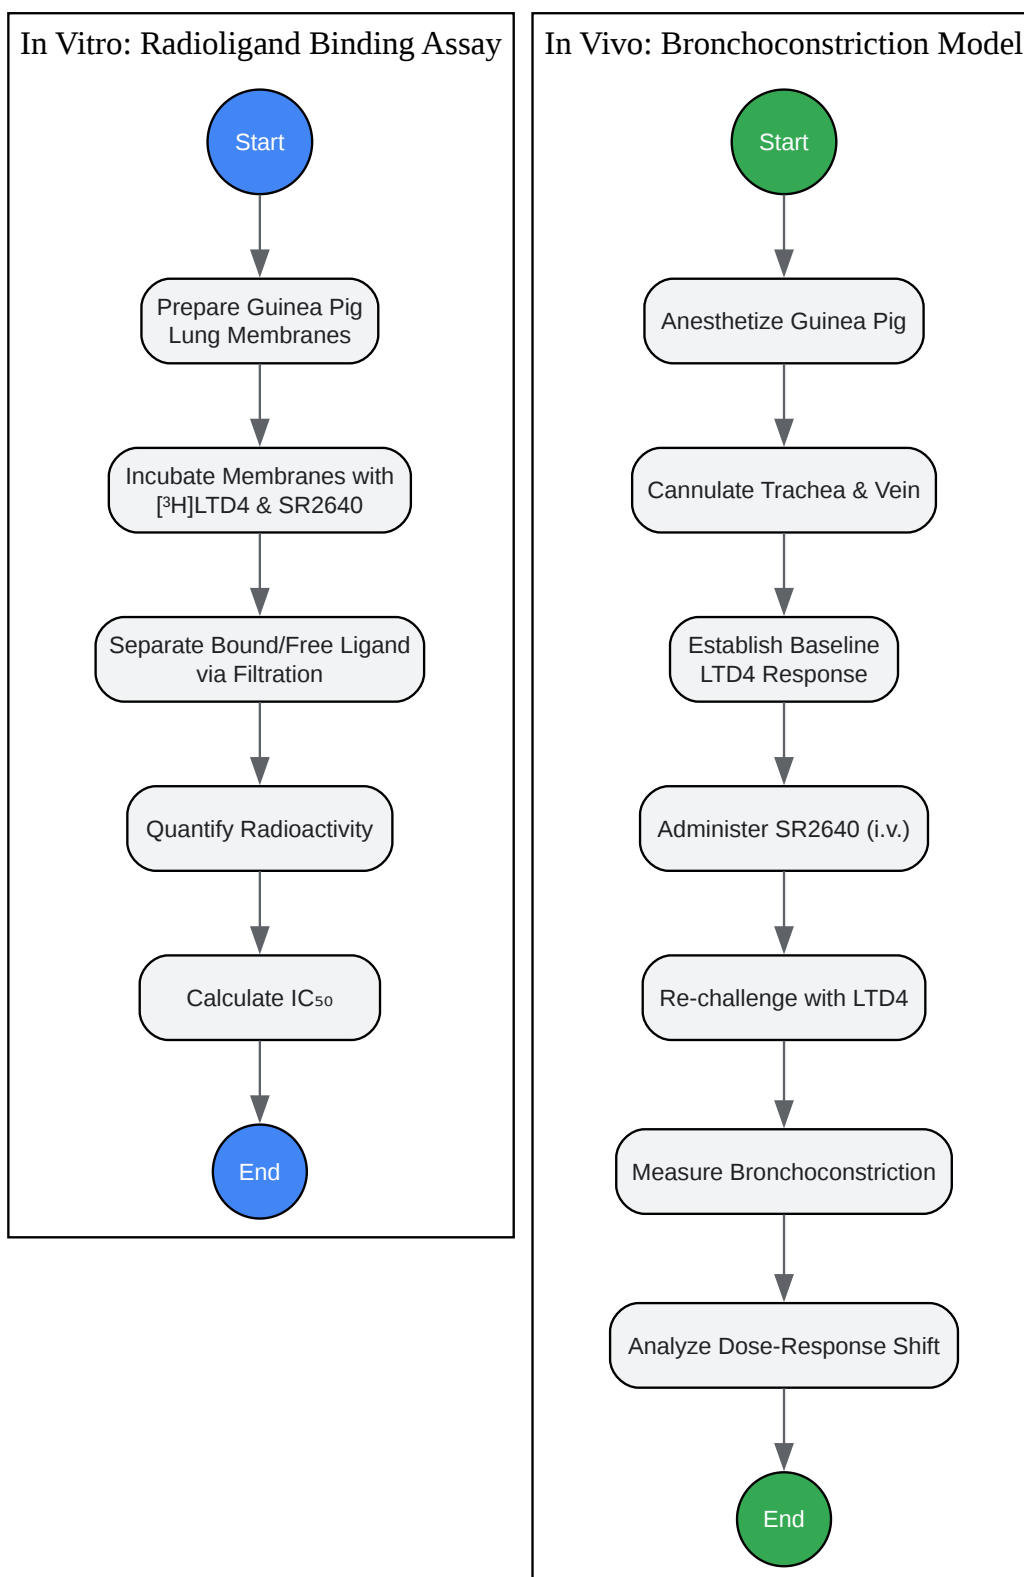 In Vitro: Radioligand Binding Assay
Start
Prepare Guinea Pig
Lung Membranes
Incubate Membranes with
[³H]LTD4 & SR2640
Separate Bound/Free Ligand
via Filtration
Quantify Radioactivity
Calculate IC₅₀
End
In Vivo: Bronchoconstriction Model
Start
Anesthetize Guinea Pig
Cannulate Trachea & Vein
Establish Baseline
LTD4 Response
Administer SR2640 (i.v.)
Re-challenge with LTD4
Measure Bronchoconstriction
Analyze Dose-Response Shift
End